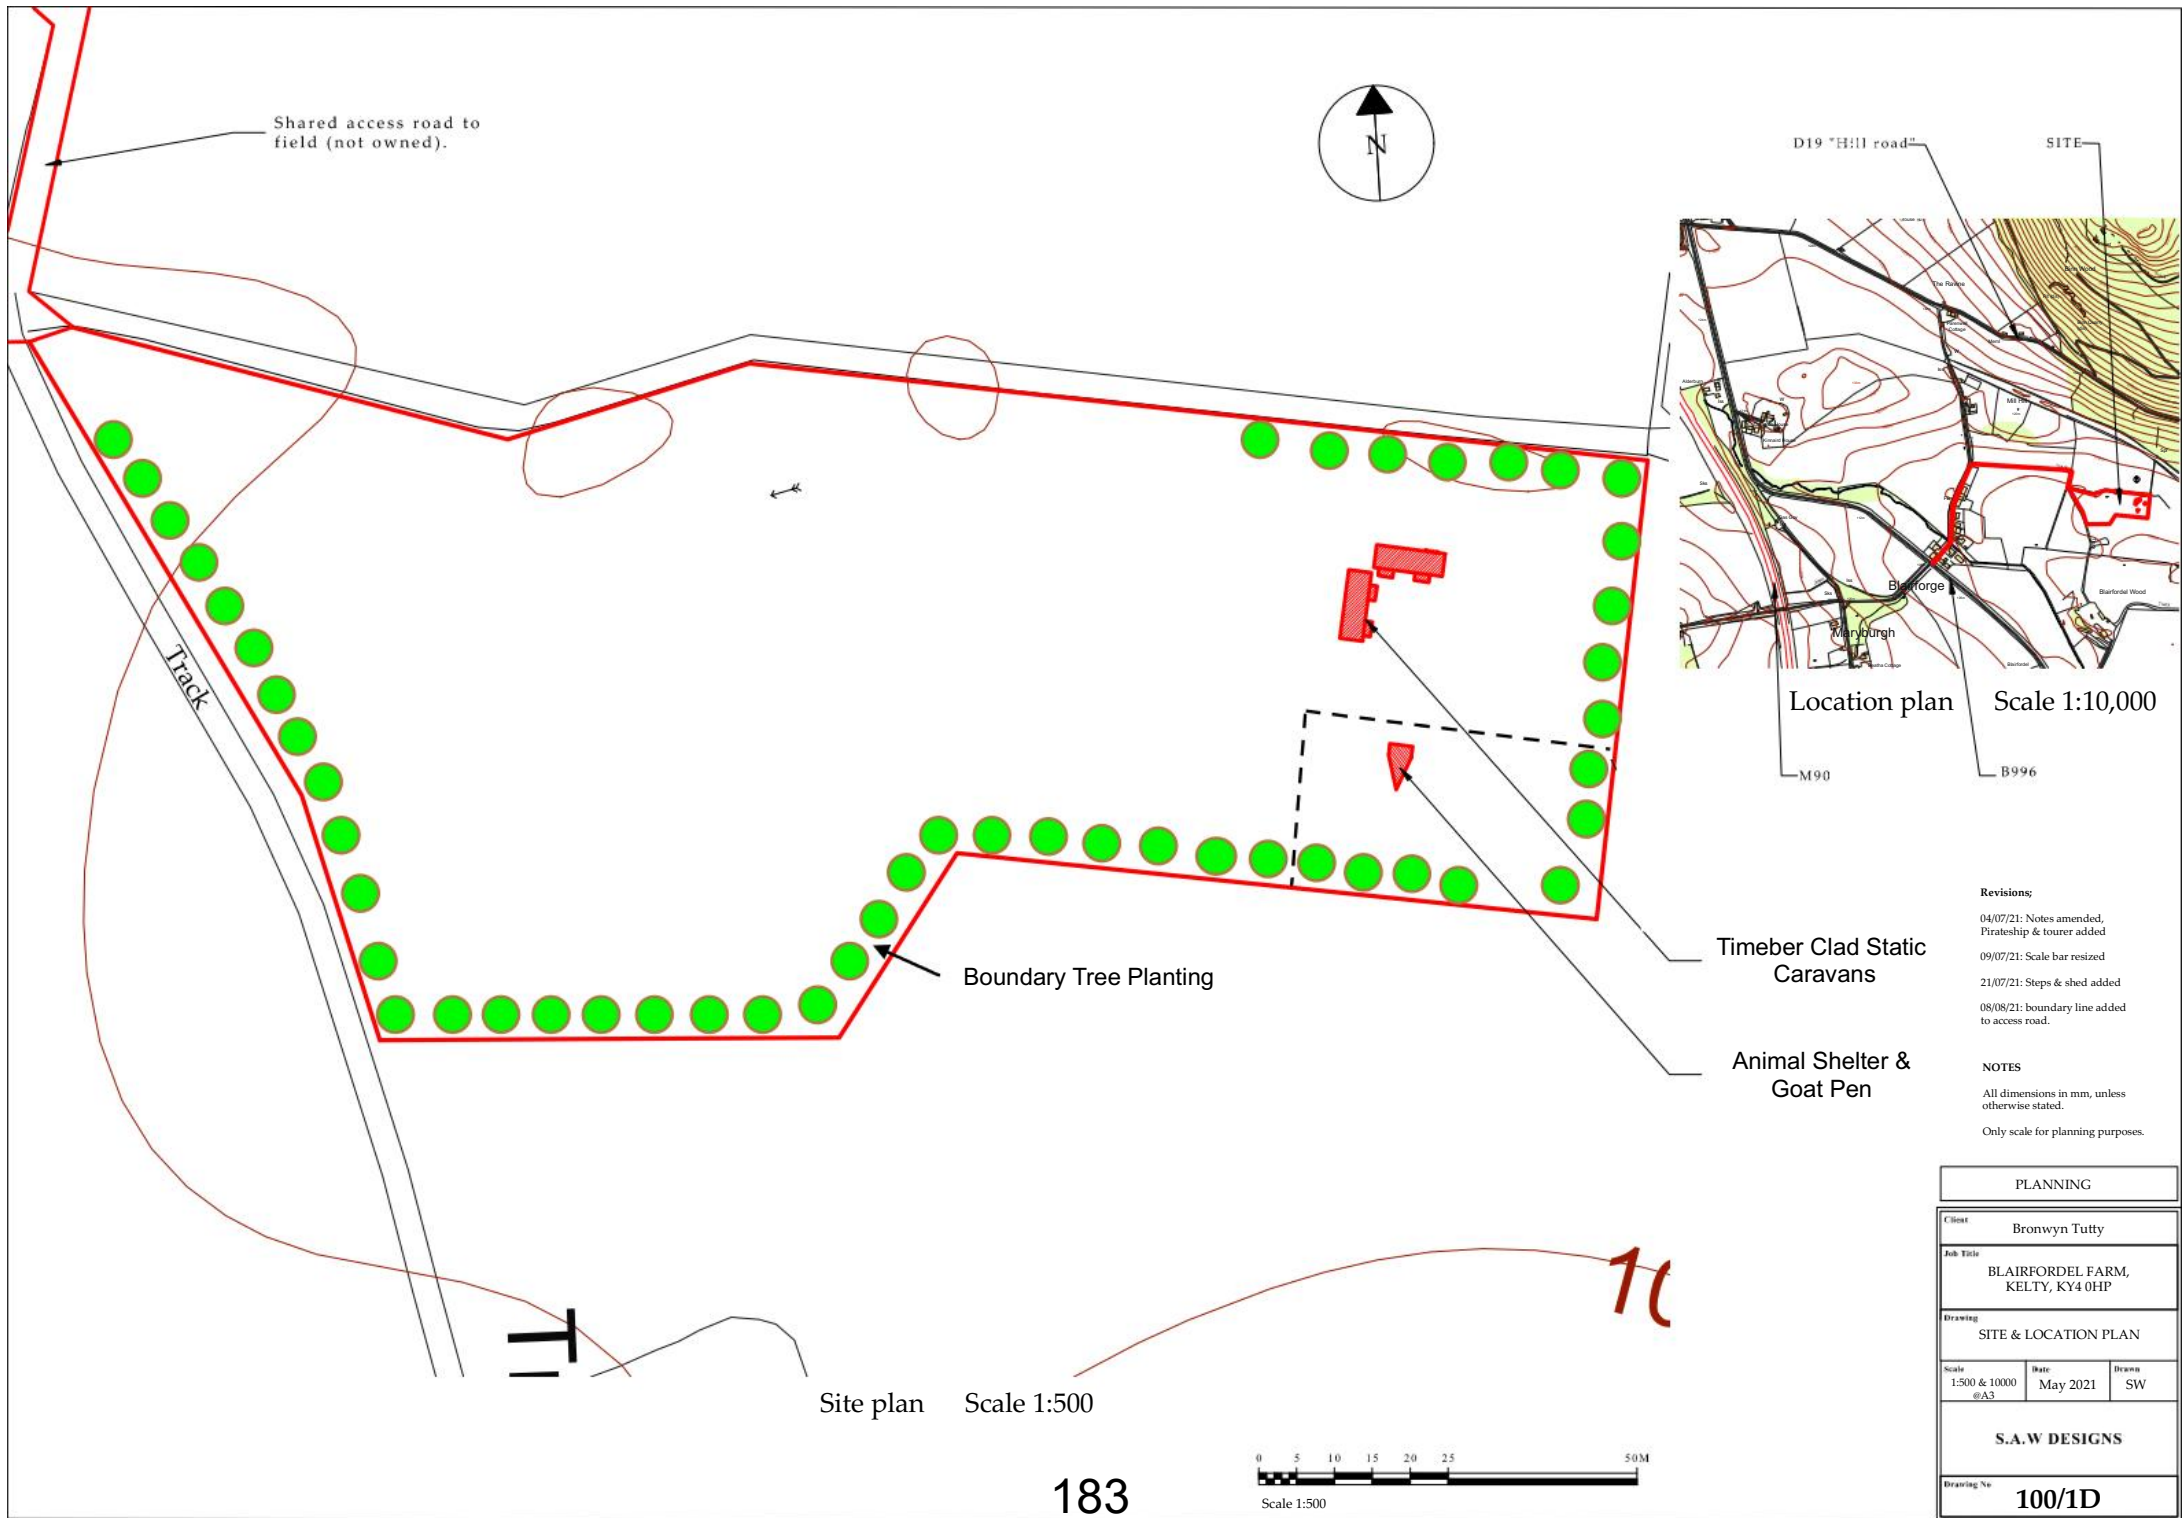 Shared access road to
field (not owned).
N
D19 "Hill road"
SITE
The Ravine
Mill Hill
Blairforge
Blairfordel Wood
Maryburgh
Location plan Scale 1:10,000
M90
B996
Track
Boundary Tree Planting
Timeber Clad Static
Caravans
Animal Shelter &
Goat Pen
Revisions;
04/07/21: Notes amended,
Pirateship & tourer added
09/07/21: Scale bar resized
21/07/21: Steps & shed added
08/08/21: boundary line added
to access road.
NOTES
All dimensions in mm, unless
otherwise stated.
Only scale for planning purposes.
PLANNING
Client
Bronwyn Tutty
Job Title
BLAIRFORDEL FARM,
KELTY, KY4 0HP
Drawing
SITE & LOCATION PLAN
Scale Date Drawn
1:500 & 10000 May 2021 SW
@A3
S.A.W DESIGNS
Drawing No
100/1D
Site plan Scale 1:500
0 5 10 15 20 25 50M
Scale 1:500
183